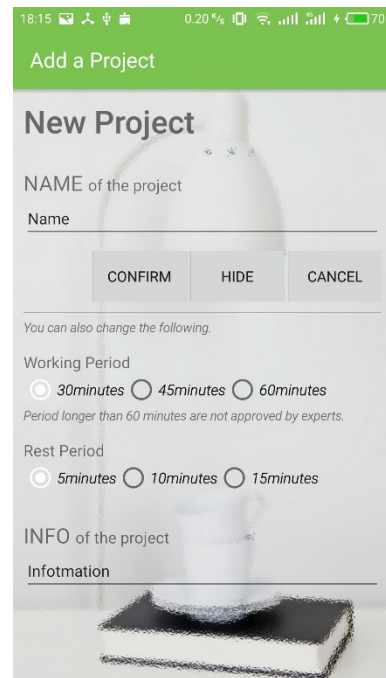 18:15 0.20 K/s 4G 70
Add a Project
New Project
NAME of the project
Name
CONFIRM HIDE CANCEL
You can also change the following.
Working Period
30minutes 45minutes 60minutes
Period longer than 60 minutes are not approved by experts.
Rest Period
5minutes 10minutes 15minutes
INFO of the project
Infotmation